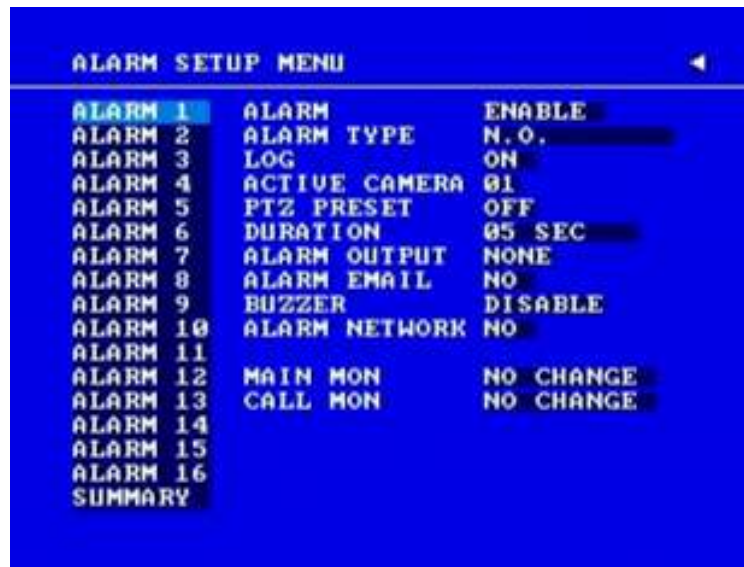 ALARM SETUP MENU
ALARM 1 ALARM ENABLE
ALARM 2 ALARM TYPE N.O.
ALARM 3 LOG ON
ALARM 4 ACTIVE CAMERA 01
ALARM 5 PTZ PRESET OFF
ALARM 6 DURATION 05 SEC
ALARM 7 ALARM OUTPUT NONE
ALARM 8 ALARM EMAIL NO
ALARM 9 BUZZER DISABLE
ALARM 10 ALARM NETWORK NO
ALARM 11
ALARM 12 MAIN MON NO CHANGE
ALARM 13 CALL MON NO CHANGE
ALARM 14
ALARM 15
ALARM 16
SUMMARY